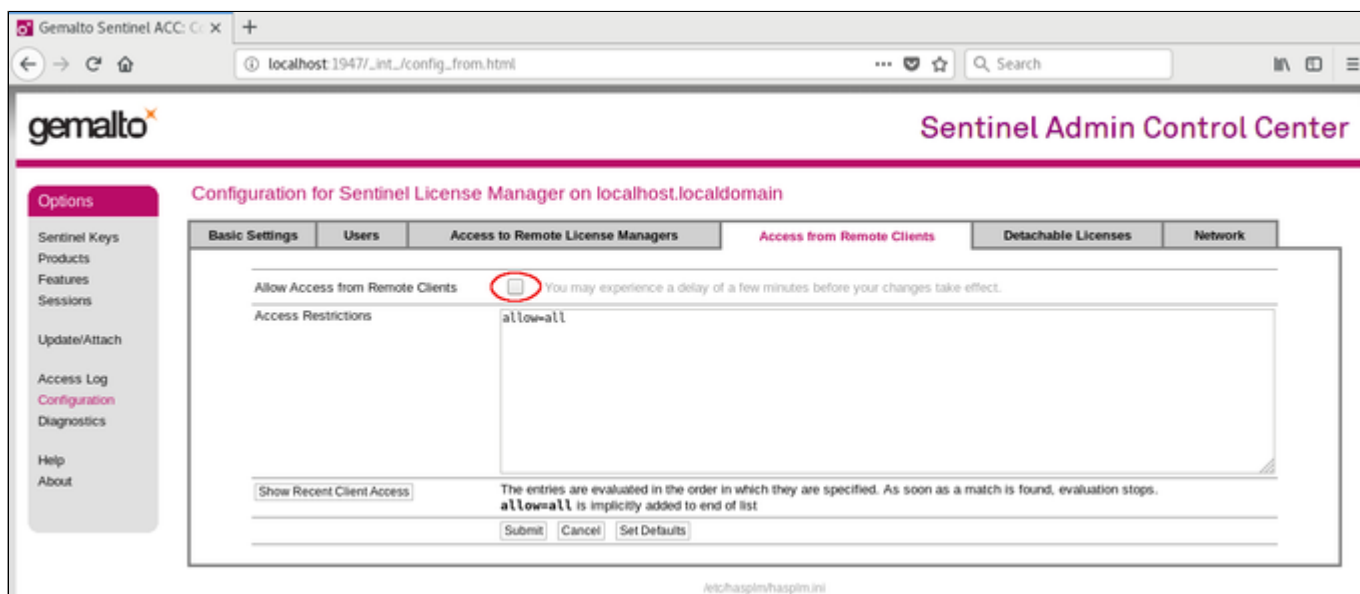 Gemalto Sentinel ACC: Co
localhost:1947/_int_/config_from.html
Search
gemalto
Sentinel Admin Control Center
Options
Sentinel Keys
Products
Features
Sessions
Update/Attach
Access Log
Configuration
Diagnostics
Help
About
Configuration for Sentinel License Manager on localhost.localdomain
Basic Settings Users Access to Remote License Managers Access from Remote Clients Detachable Licenses Network
Allow Access from Remote Clients You may experience a delay of a few minutes before your changes take effect.
Access Restrictions allow=all
Show Recent Client Access The entries are evaluated in the order in which they are specified. As soon as a match is found, evaluation stops.
allow=all is implicitly added to end of list
Submit Cancel Set Defaults
/etc/hasplm/hasplm.ini